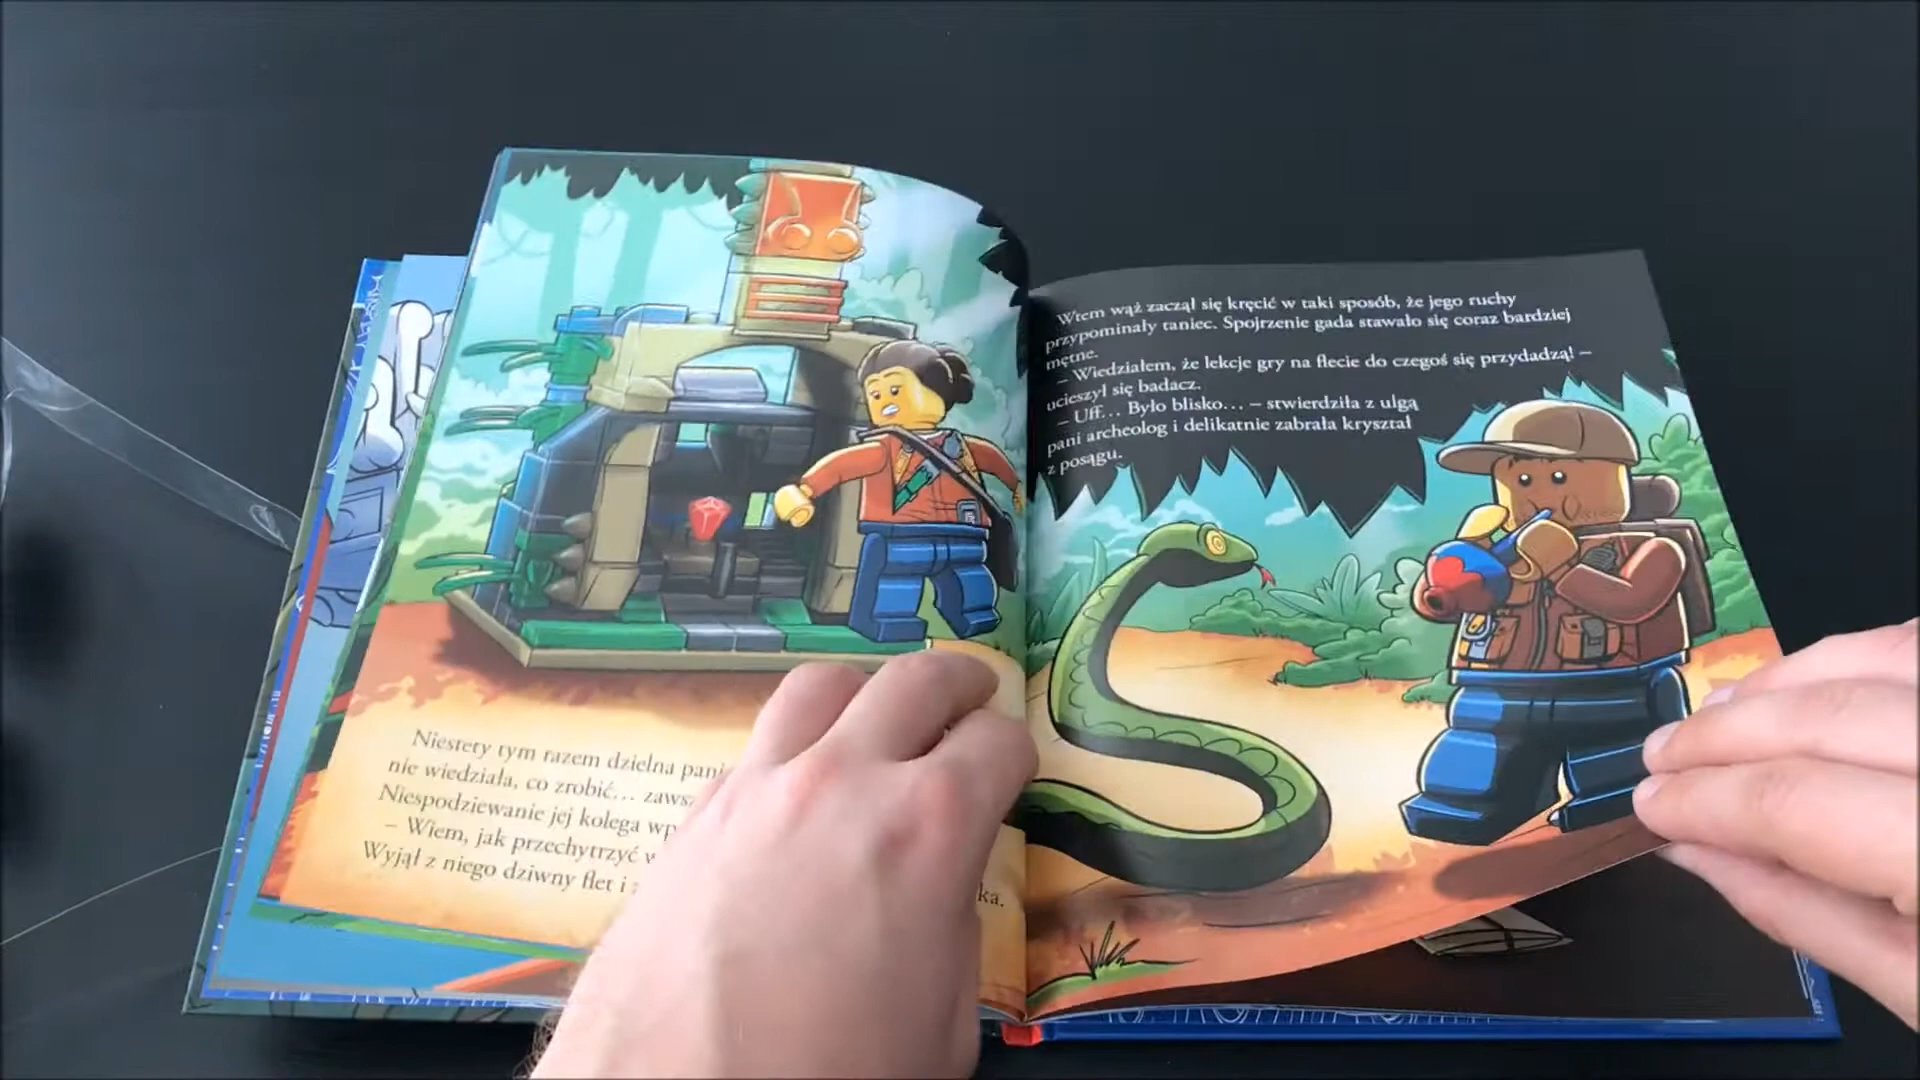 Niestety tym razem dzielna pani
nie wiedziała, co zrobić… zawsz
Niespodziewanie jej kolega wp
– Wiem, jak przechytrzyć w
Wyjął z niego dziwny flet i z
ka.
Wtem wąż zaczął się kręcić w taki sposób, że jego ruchy
przypominały taniec. Spojrzenie gada stawało się coraz bardziej
mętne.
– Wiedziałem, że lekcje gry na flecie do czegoś się przydadzą! –
ucieszył się badacz.
– Uff… Było blisko… – stwierdziła z ulgą
pani archeolog i delikatnie zabrała kryształ
z posągu.